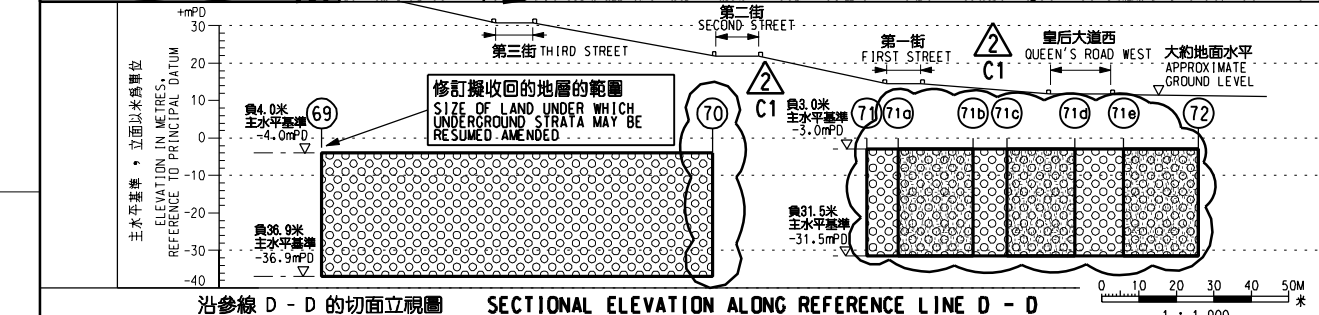 +mPD
30
20
10
0
-10
-20
-30
-40
主水平基準，立面以米為單位
ELEVATION IN METRES,
REFERENCE TO PRINCIPAL DATUM
第三街 THIRD STREET
第二街
SECOND STREET
2
C1
第一街
FIRST STREET
2
C1
皇后大道西
QUEEN'S ROAD WEST
大約地面水平
APPROXIMATE
GROUND LEVEL
修訂擬收回的地層的範圍
SIZE OF LAND UNDER WHICH
UNDERGROUND STRATA MAY BE
RESUMED AMENDED
負4.0米
主水平基準
-4.0mPD
69
70
負3.0米
主水平基準
-3.0mPD
71
71a
71b
71c
71d
71e
72
負36.9米
主水平基準
-36.9mPD
負31.5米
主水平基準
-31.5mPD
沿參線 D - D 的切面立視圖 SECTIONAL ELEVATION ALONG REFERENCE LINE D - D
0 10 20 30 40 50M
米
1 : 1 000